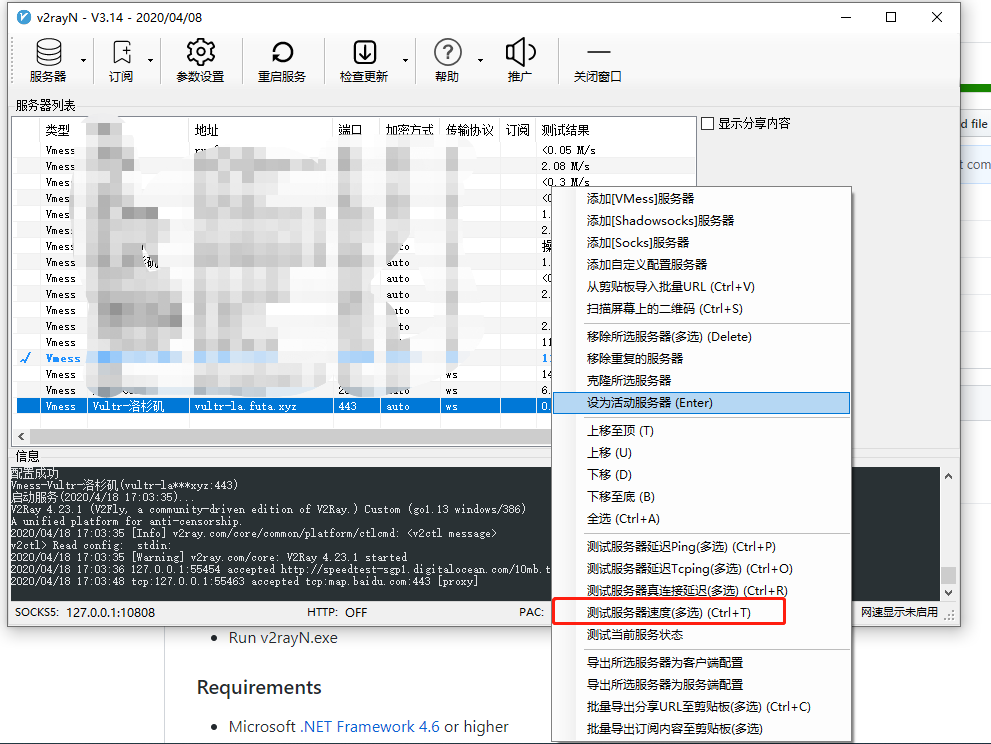 v2rayN - V3.14 - 2020/04/08
服务器 订阅 参数设置 重启服务 检查更新 帮助 推广 关闭窗口
服务器列表
类型 地址 端口 加密方式 传输协议 订阅 测试结果
显示分享内容
d file
t com
Vmess <0.05 M/s
Vmess 2.08 M/s
Vmess <0.3 M/s
Vmess <0
Vmess 1.
Vmess 2.
Vmess auto 操
Vmess 矶 auto 1.
Vmess auto <0
Vmess auto 2.
Vmess auto
Vmess auto 2.
Vmess 11
Vmess 1
Vmess ws 14
Vmess ws 6.
Vmess Vultr-洛杉矶 vultr-la.futa.xyz 443 auto ws 0.
添加[VMess]服务器
添加[Shadowsocks]服务器
添加[Socks]服务器
添加自定义配置服务器
从剪贴板导入批量URL (Ctrl+V)
扫描屏幕上的二维码 (Ctrl+S)
移除所选服务器(多选) (Delete)
移除重复的服务器
克隆所选服务器
设为活动服务器 (Enter)
上移至顶 (T)
上移 (U)
下移 (D)
下移至底 (B)
全选 (Ctrl+A)
测试服务器延迟Ping(多选) (Ctrl+P)
测试服务器延迟Tcping(多选) (Ctrl+O)
测试服务器真连接延迟(多选) (Ctrl+R)
测试服务器速度(多选) (Ctrl+T)
测试当前服务状态
导出所选服务器为客户端配置
导出所选服务器为服务端配置
批量导出分享URL至剪贴板(多选) (Ctrl+C)
批量导出订阅内容至剪贴板(多选)
信息
配置成功
Vmess-Vultr-洛杉矶(vultr-la***xyz:443)
启动服务(2020/4/18 17:03:35)...
V2Ray 4.23.1 (V2Fly, a community-driven edition of V2Ray.) Custom (go1.13 windows/386)
A unified platform for anti-censorship.
2020/04/18 17:03:35 [Info] v2ray.com/core/common/platform/ctlcmd: <v2ctl message>
v2ctl> Read config: _stdin:
2020/04/18 17:03:35 [Warning] v2ray.com/core: V2Ray 4.23.1 started
2020/04/18 17:03:36 127.0.0.1:55454 accepted http://speedtest-sgp1.digitalocean.com/10mb.t
2020/04/18 17:03:48 tcp:127.0.0.1:55463 accepted tcp:map.baidu.com:443 [proxy]
SOCKS5: 127.0.0.1:10808 HTTP: OFF PAC: 网速显示未启用
Run v2rayN.exe
Requirements
Microsoft .NET Framework 4.6 or higher